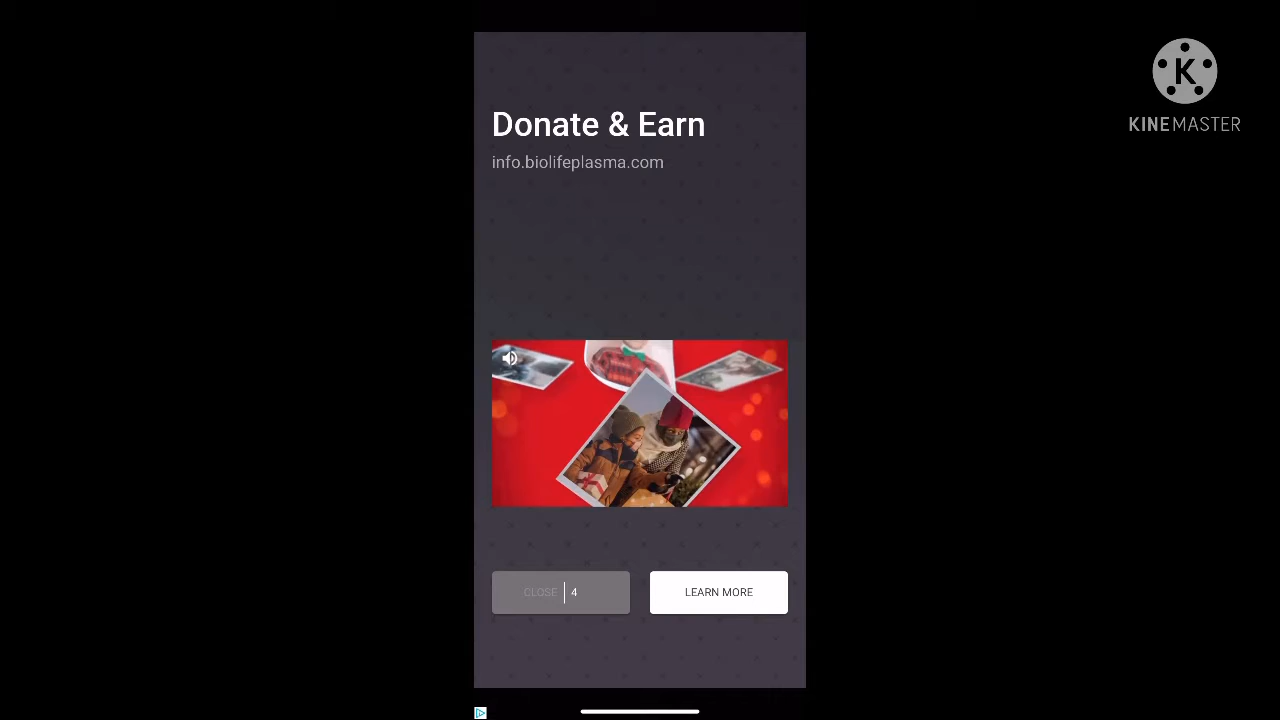 Donate & Earn
info.biolifeplasma.com
CLOSE 4
LEARN MORE
K
KINEMASTER